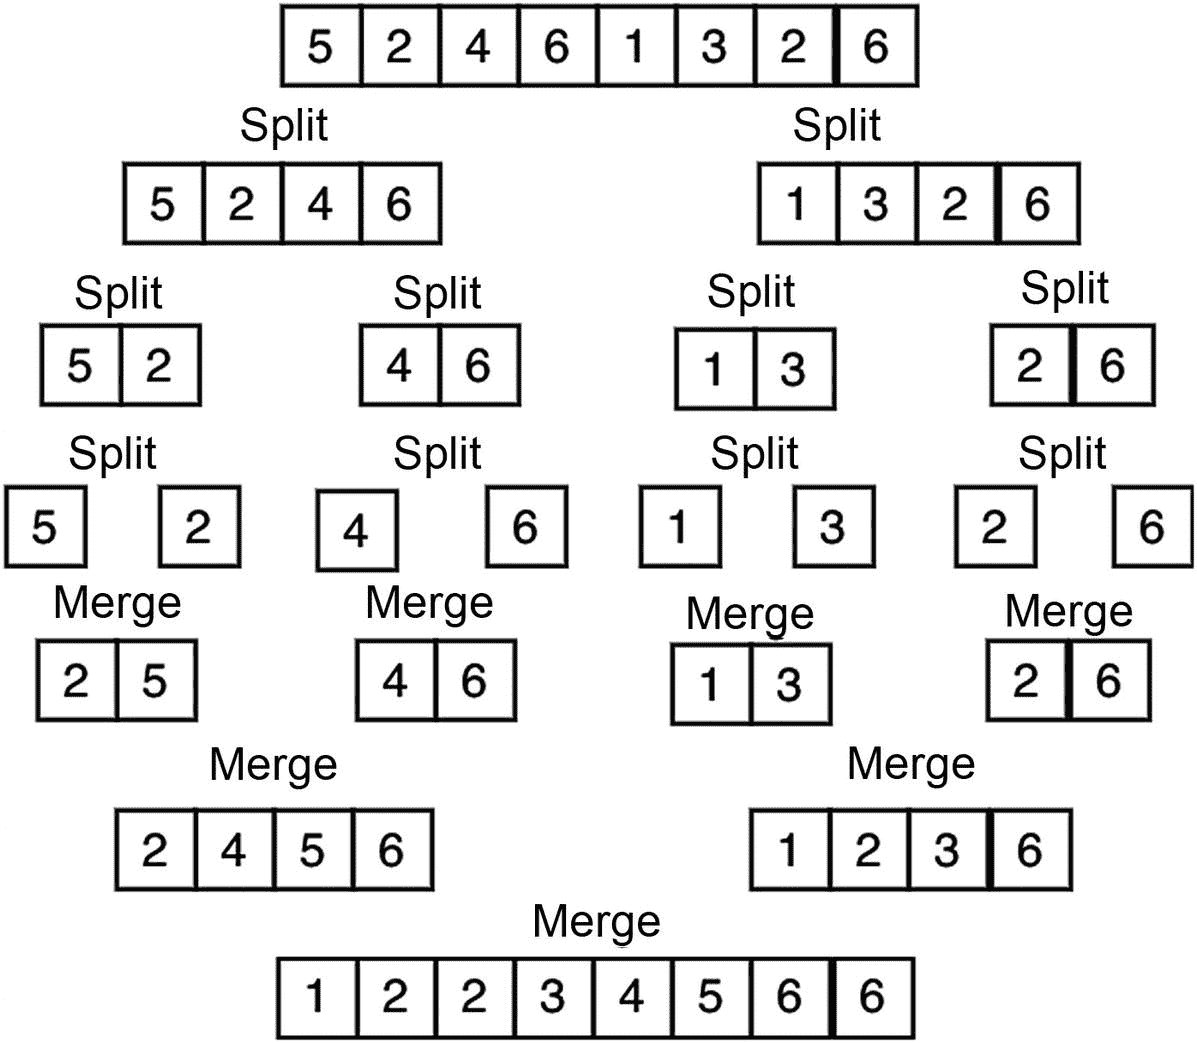 5 2 4 6 1 3 2 6
Split Split
5 2 4 6 1 3 2 6
Split Split Split Split
5 2 4 6 1 3 2 6
Split Split Split Split
5 2 4 6 1 3 2 6
Merge Merge Merge Merge
2 5 4 6 1 3 2 6
Merge Merge
2 4 5 6 1 2 3 6
Merge
1 2 2 3 4 5 6 6